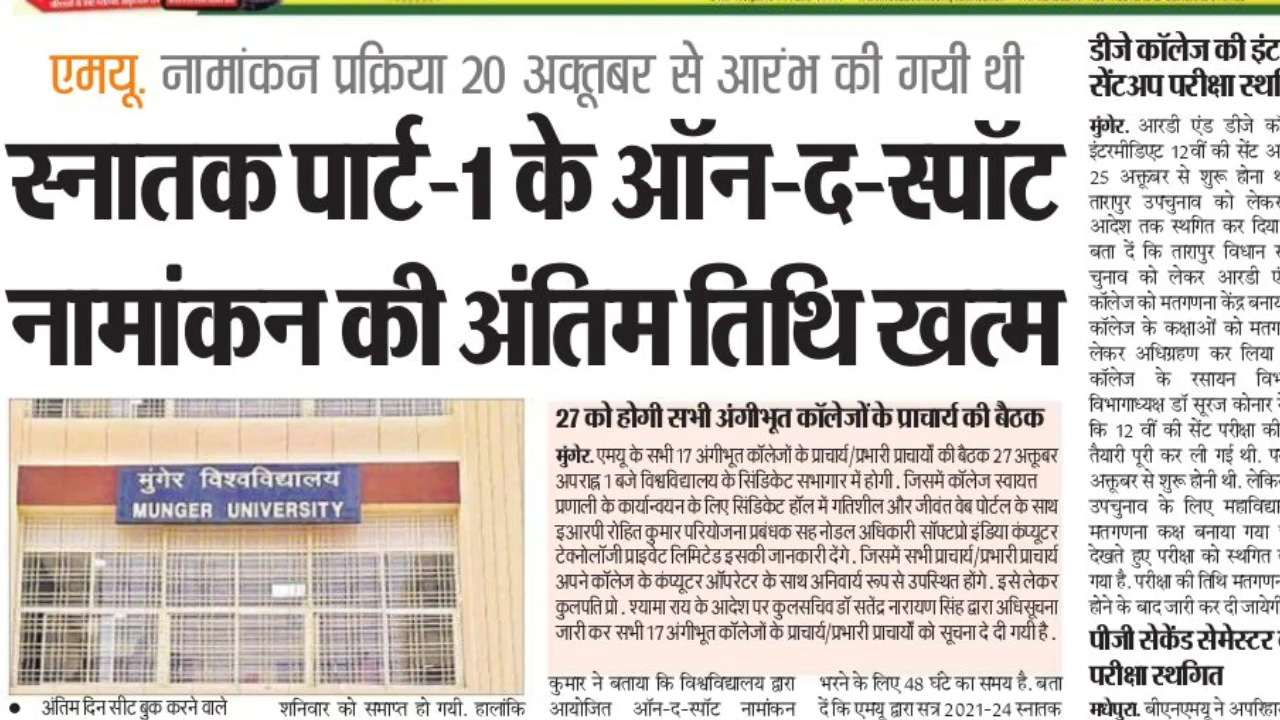 एमयू. नामांकन प्रक्रिया 20 अक्तूबर से आरंभ की गयी थी
स्नातक पार्ट-1 के ऑन-द-स्पॉट
नामांकन की अंतिम तिथि खत्म
मुंगेर विश्वविद्यालय
MUNGER UNIVERSITY
● अंतिम दिन सीट बुक करने वाले
शनिवार को समाप्त हो गयी. हालांकि
27 को होगी सभी अंगीभूत कॉलेजों के प्राचार्य की बैठक
मुंगेर. एमयू के सभी 17 अंगीभूत कॉलेजों के प्राचार्य/प्रभारी प्राचार्यों की बैठक 27 अक्तूबर
अपराह्न 1 बजे विश्वविद्यालय के सिंडिकेट सभागार में होगी. जिसमें कॉलेज स्वायत्त
प्रणाली के कार्यान्वयन के लिए सिंडिकेट हॉल में गतिशील और जीवंत वेब पोर्टल के साथ
इआरपी रोहित कुमार परियोजना प्रबंधक सह नोडल अधिकारी सॉफ्टप्रो इंडिया कंप्यूटर
टेक्नोलॉजी प्राइवेट लिमिटेड इसकी जानकारी देंगे. जिसमें सभी प्राचार्य/प्रभारी प्राचार्य
अपने कॉलेज के कंप्यूटर ऑपरेटर के साथ अनिवार्य रूप से उपस्थित होंगे. इसे लेकर
कुलपति प्रो. श्यामा राय के आदेश पर कुलसचिव डॉ सतेंद्र नारायण सिंह द्वारा अधिसूचना
जारी कर सभी 17 अंगीभूत कॉलेजों के प्राचार्य/प्रभारी प्राचार्यों को सूचना दे दी गयी है.
कुमार ने बताया कि विश्वविद्यालय द्वारा
आयोजित ऑन-द-स्पॉट नामांकन
भरने के लिए 48 घंटे का समय है. बता
दें कि एमयू द्वारा सत्र 2021-24 स्नातक
डीजे कॉलेज की
सेंटअप परीक्षा
मुंगेर. आरडी एंड डीजे
इंटरमीडिएट 12वीं की सेंट
25 अक्तूबर से शुरू होना
तारापुर उपचुनाव को लेकर
आदेश तक स्थगित कर दिया
बता दें कि तारापुर विधान
चुनाव को लेकर आरडी
कॉलेज को मतगणना केंद्र
कॉलेज के कक्षाओं को
लेकर अधिग्रहण कर लिया
कॉलेज के रसायन
विभागाध्यक्ष डॉ सूरज कोनार
कि 12 वीं की सेंट परीक्षा की
तैयारी पूरी कर ली गई थी.
अक्तूबर से शुरू होनी थी.
उपचुनाव के लिए
मतगणना कक्ष बनाया गया
देखते हुए परीक्षा को स्थगित
गया है. परीक्षा की तिथि
होने के बाद जारी कर दी
पीजी सेकेंड सेमेस्टर
परीक्षा स्थगित
मधेपुरा. बीएनएमयू ने